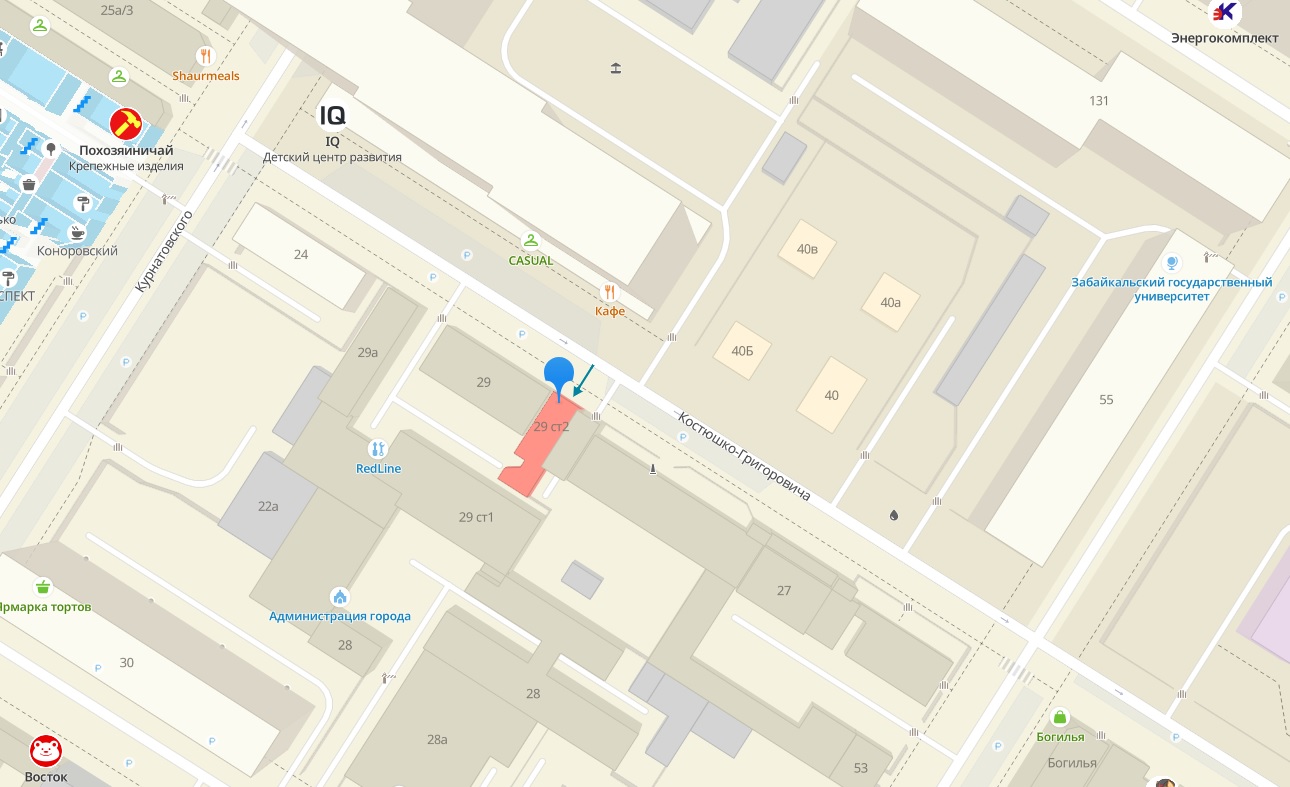 25а/3
Энергокомплект
Shaurmeals
131
IQ
IQ
Детский центр развития
Похозяиничай
Крепежные изделия
Курнатовского
Коноровский
24
CASUAL
40в
Забайкальский государственный
университет
40а
Кафе
40Б
29а
29
40
55
29 ст2
Костюшко-Григоровича
RedLine
22а
29 ст1
27
Ярмарка тортов
Администрация города
28
30
28
28а
53
Богилья
Богилья
Восток